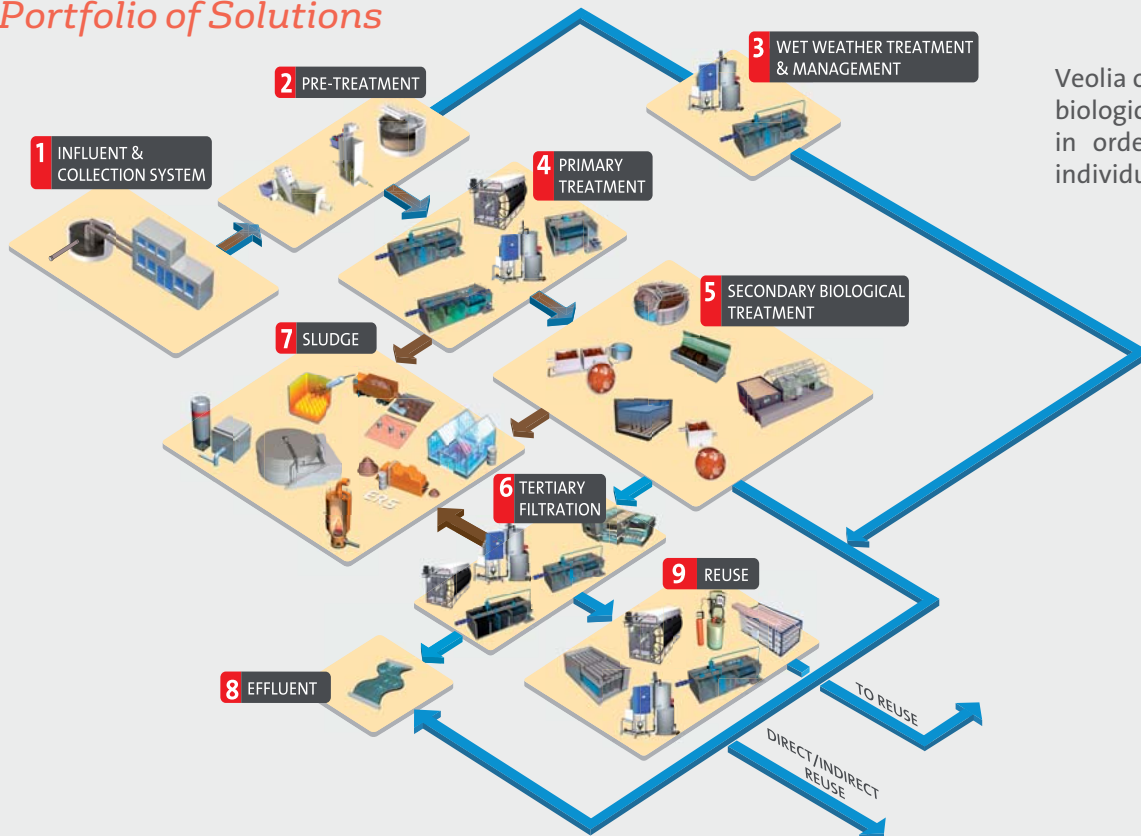 Portfolio of Solutions
1 INFLUENT &
COLLECTION SYSTEM
2 PRE-TREATMENT
3 WET WEATHER TREATMENT
& MANAGEMENT
Veolia
biologic
in orde
individu
4 PRIMARY
TREATMENT
5 SECONDARY BIOLOGICAL
TREATMENT
7 SLUDGE
ERS
6 TERTIARY
FILTRATION
9 REUSE
8 EFFLUENT
TO REUSE
DIRECT/INDIRECT
REUSE